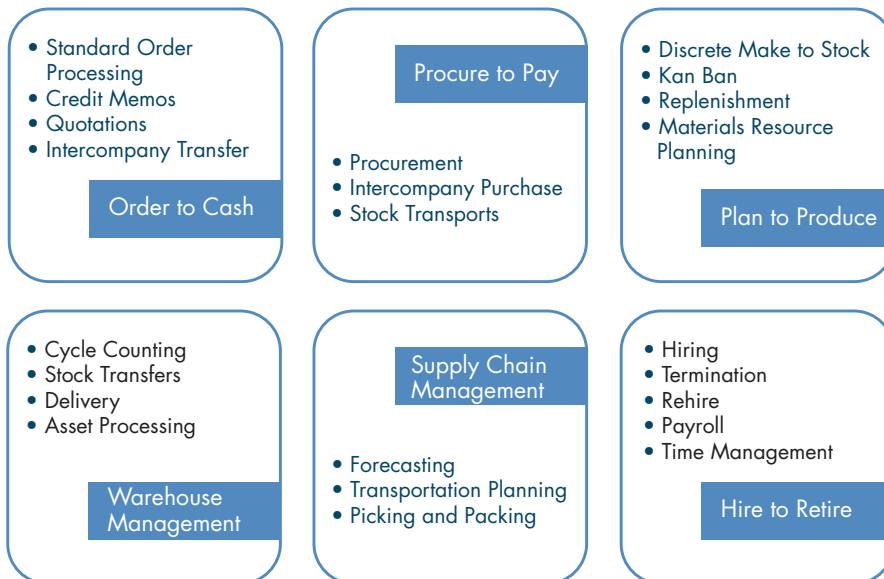 • Standard Order
Processing
• Credit Memos
• Quotations
• Intercompany Transfer
Order to Cash
Procure to Pay
• Procurement
• Intercompany Purchase
• Stock Transports
• Discrete Make to Stock
• Kan Ban
• Replenishment
• Materials Resource
Planning
Plan to Produce
• Cycle Counting
• Stock Transfers
• Delivery
• Asset Processing
Warehouse
Management
Supply Chain
Management
• Forecasting
• Transportation Planning
• Picking and Packing
• Hiring
• Termination
• Rehire
• Payroll
• Time Management
Hire to Retire